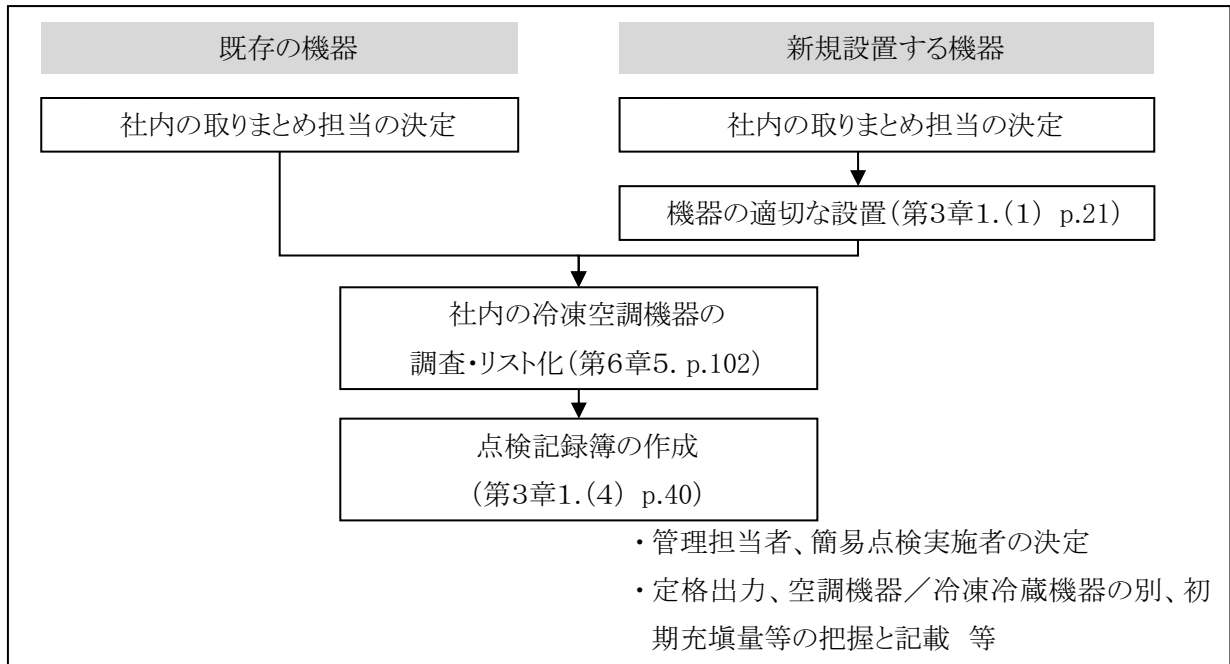 既存の機器
新規設置する機器
社内の取りまとめ担当の決定
社内の取りまとめ担当の決定
機器の適切な設置(第3章1.(1) p.21)
社内の冷凍空調機器の
調査・リスト化(第6章5. p.102)
点検記録簿の作成
(第3章1.(4) p.40)
・管理担当者、簡易点検実施者の決定
・定格出力、空調機器／冷凍冷蔵機器の別、初
期充塡量等の把握と記載 等